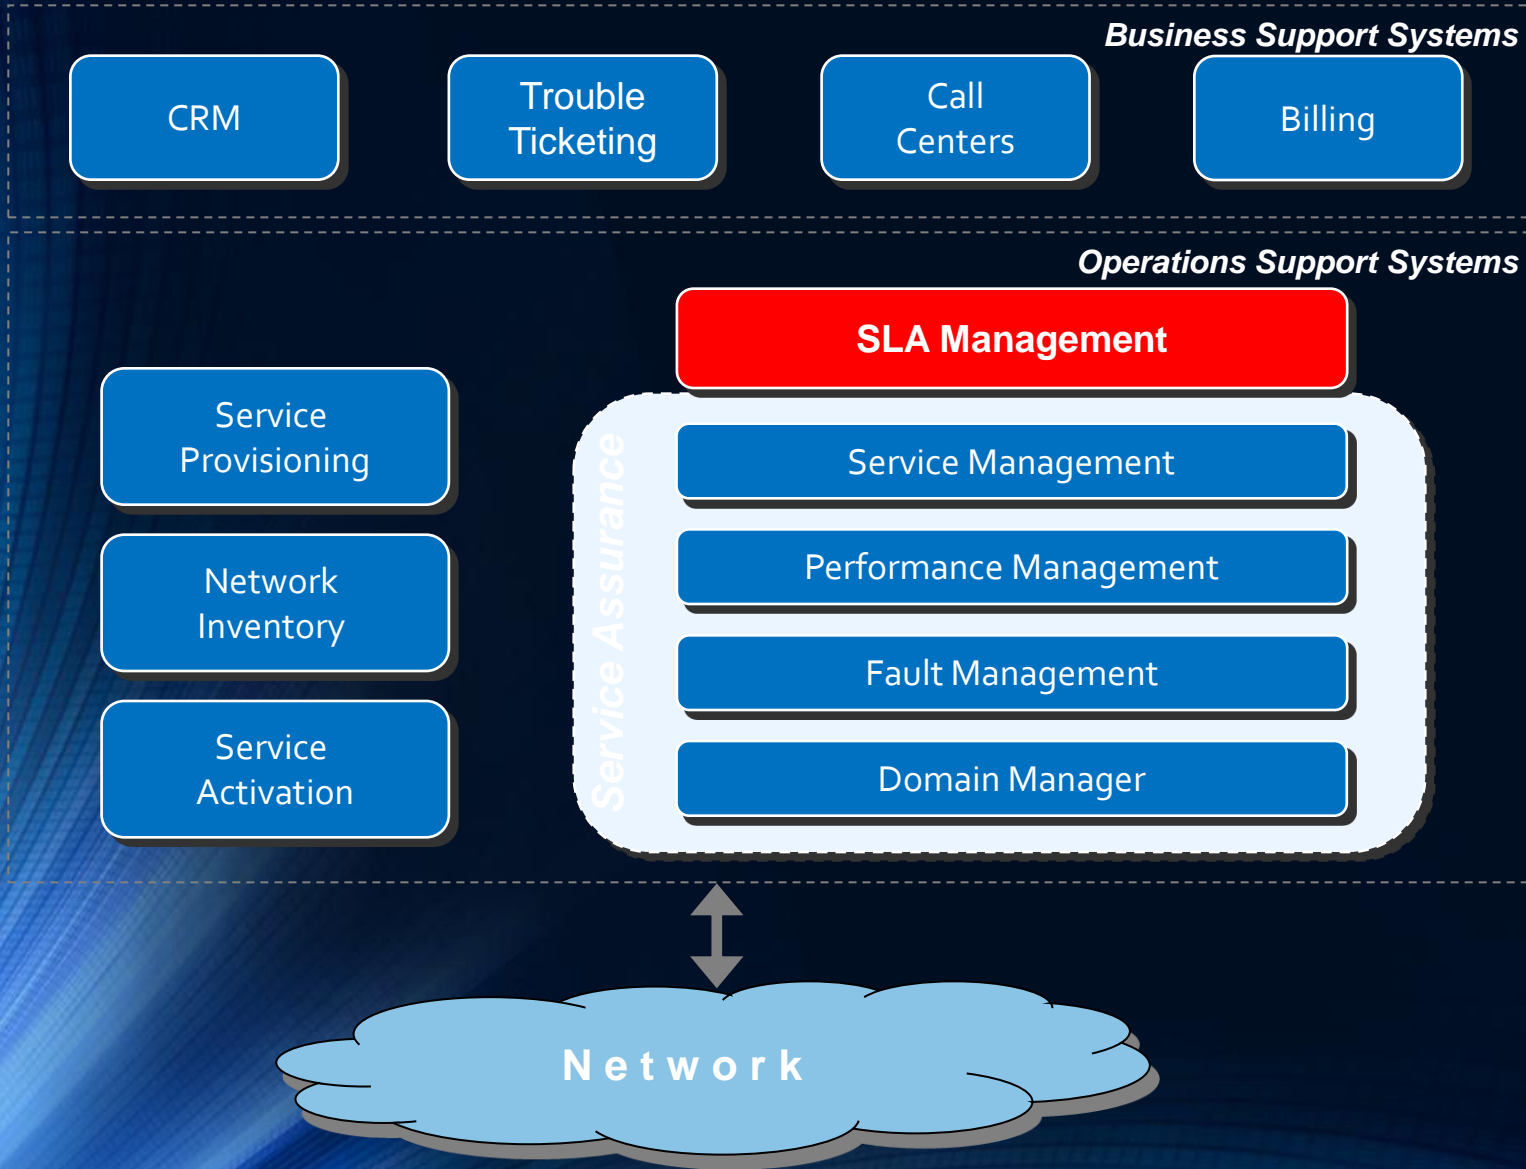 Business Support Systems
CRM
Trouble
Ticketing
Call
Centers
Billing
Operations Support Systems
SLA Management
Service
Provisioning
Network
Inventory
Service
Activation
Service Assurance
Service Management
Performance Management
Fault Management
Domain Manager
Network